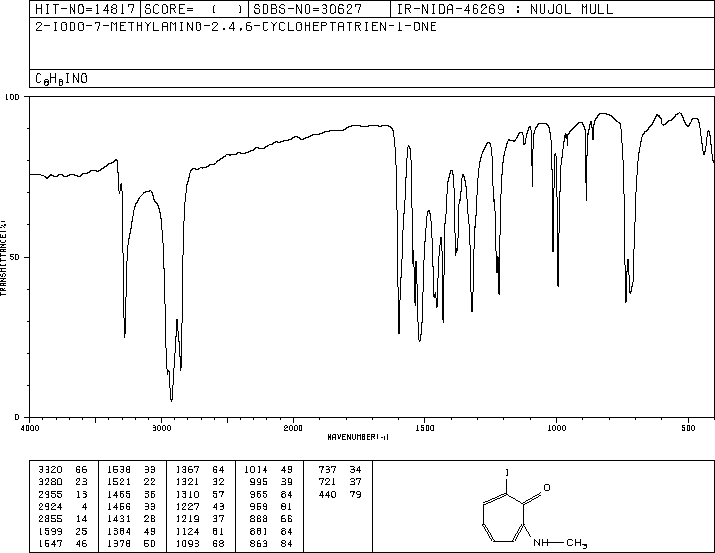 HIT-NO=14817 SCORE= ( ) SDBS-NO=30627 IR-NIDA-46269 : NUJOL MULL
2-IODO-7-METHYLAMINO-2,4,6-CYCLOHEPTATRIEN-1-ONE
C8H8INO
100
50
0
TRANSMITTANCE(%)
4000 3000 2000 1500 1000 500
WAVENUMBER(-1)
3320 66 1538 33 1367 64 1014 49 737 34
3280 23 1521 22 1321 32 995 39 721 37
2955 13 1465 36 1310 57 965 84 440 79
2924 4 1456 33 1227 43 959 81
2855 14 1431 28 1219 37 888 66
1599 25 1384 49 1124 81 881 84
1547 46 1378 50 1093 68 863 84
I
O
NH CH3